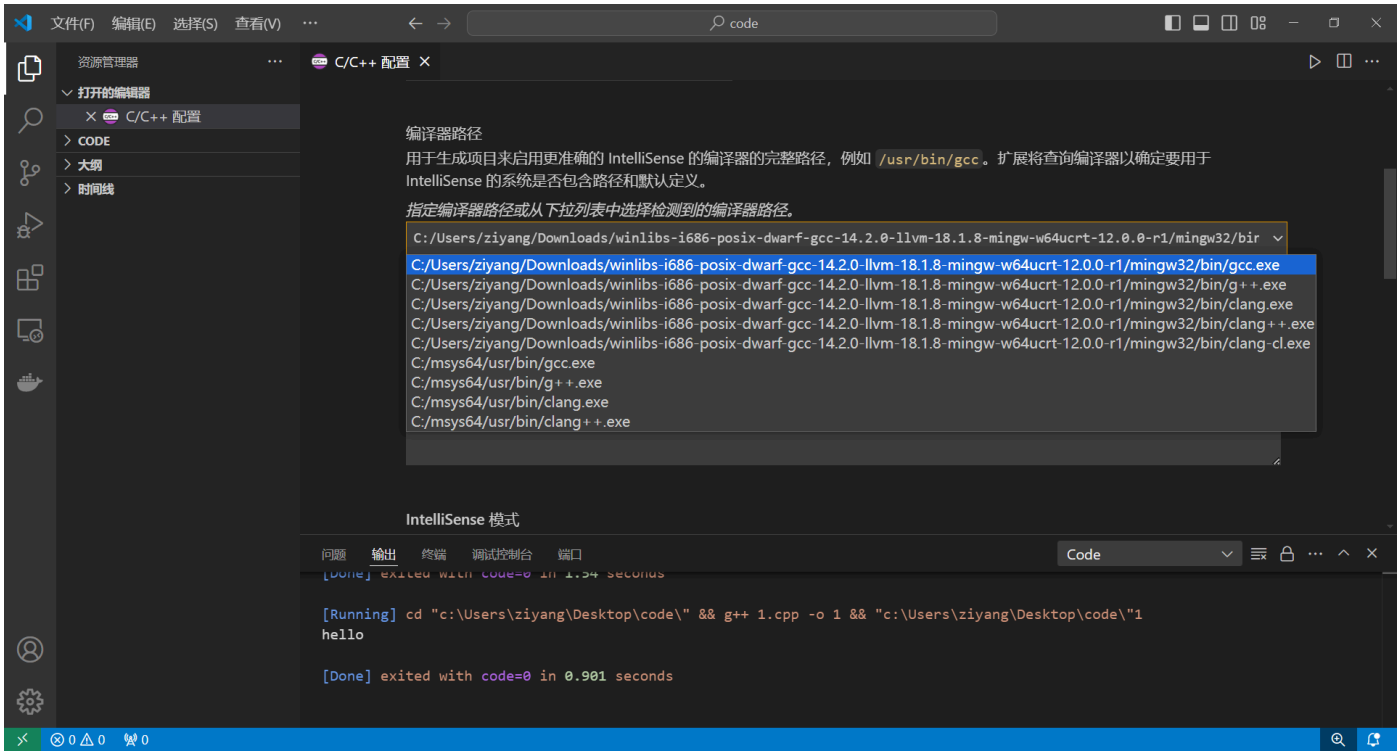 文件(F) 编辑(E) 选择(S) 查看(V) ··· code
资源管理器 ···
C/C++ 配置
打开的编辑器
C/C++ 配置
CODE
大纲
时间线
编译器路径
用于生成项目来启用更准确的 IntelliSense 的编译器的完整路径，例如 /usr/bin/gcc。扩展将查询编译器以确定要用于
IntelliSense 的系统是否包含路径和默认定义。
指定编译器路径或从下拉列表中选择检测到的编译器路径。
C:/Users/ziyang/Downloads/winlibs-i686-posix-dwarf-gcc-14.2.0-llvm-18.1.8-mingw-w64ucrt-12.0.0-r1/mingw32/bin
C:/Users/ziyang/Downloads/winlibs-i686-posix-dwarf-gcc-14.2.0-llvm-18.1.8-mingw-w64ucrt-12.0.0-r1/mingw32/bin/gcc.exe
C:/Users/ziyang/Downloads/winlibs-i686-posix-dwarf-gcc-14.2.0-llvm-18.1.8-mingw-w64ucrt-12.0.0-r1/mingw32/bin/g++.exe
C:/Users/ziyang/Downloads/winlibs-i686-posix-dwarf-gcc-14.2.0-llvm-18.1.8-mingw-w64ucrt-12.0.0-r1/mingw32/bin/clang.exe
C:/Users/ziyang/Downloads/winlibs-i686-posix-dwarf-gcc-14.2.0-llvm-18.1.8-mingw-w64ucrt-12.0.0-r1/mingw32/bin/clang++.exe
C:/Users/ziyang/Downloads/winlibs-i686-posix-dwarf-gcc-14.2.0-llvm-18.1.8-mingw-w64ucrt-12.0.0-r1/mingw32/bin/clang-cl.exe
C:/msys64/usr/bin/gcc.exe
C:/msys64/usr/bin/g++.exe
C:/msys64/usr/bin/clang.exe
C:/msys64/usr/bin/clang++.exe
IntelliSense 模式
问题 输出 终端 调试控制台 端口 Code
[Done] exited with code=0 in 1.54 seconds
[Running] cd "c:\Users\ziyang\Desktop\code\" && g++ 1.cpp -o 1 && "c:\Users\ziyang\Desktop\code\"1
hello
[Done] exited with code=0 in 0.901 seconds
0 0 0